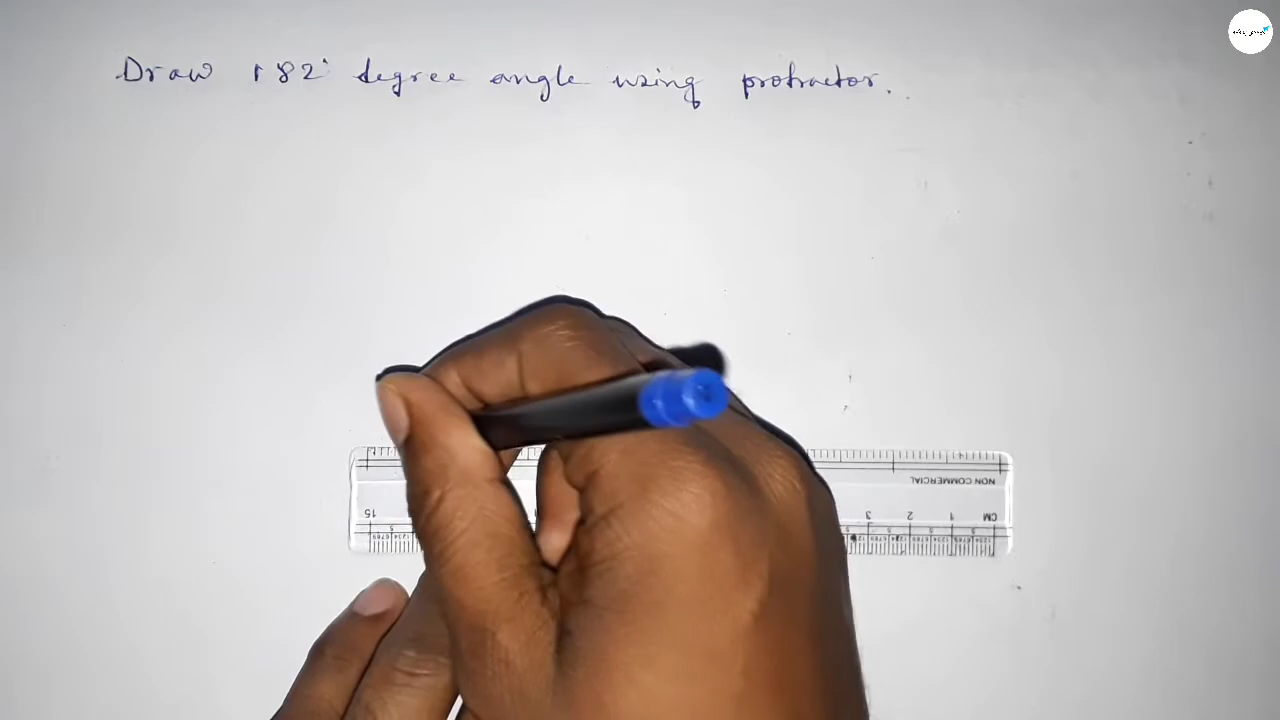 Draw 182° degree angle using protractor.
NON COMMERCIAL
15 3 2 1 CM